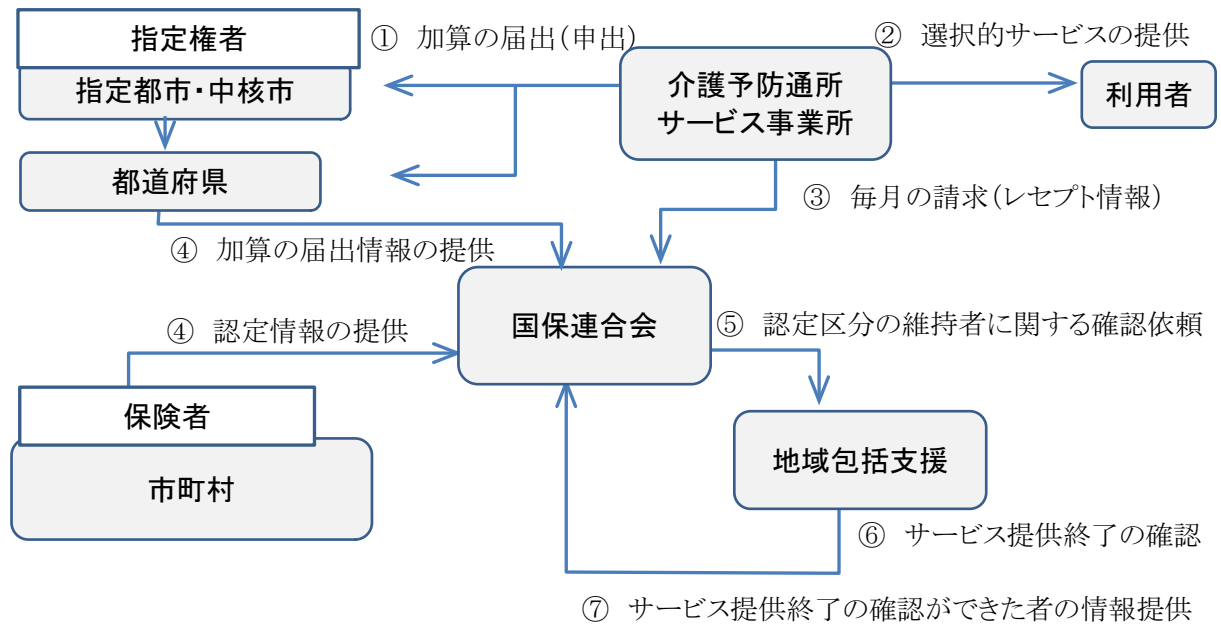 指定権者
① 加算の届出(申出)
② 選択的サービスの提供
指定都市・中核市
介護予防通所
サービス事業所
利用者
都道府県
③ 毎月の請求(レセプト情報)
④ 加算の届出情報の提供
国保連合会
④ 認定情報の提供
⑤ 認定区分の維持者に関する確認依頼
保険者
市町村
地域包括支援
⑥ サービス提供終了の確認
⑦ サービス提供終了の確認ができた者の情報提供